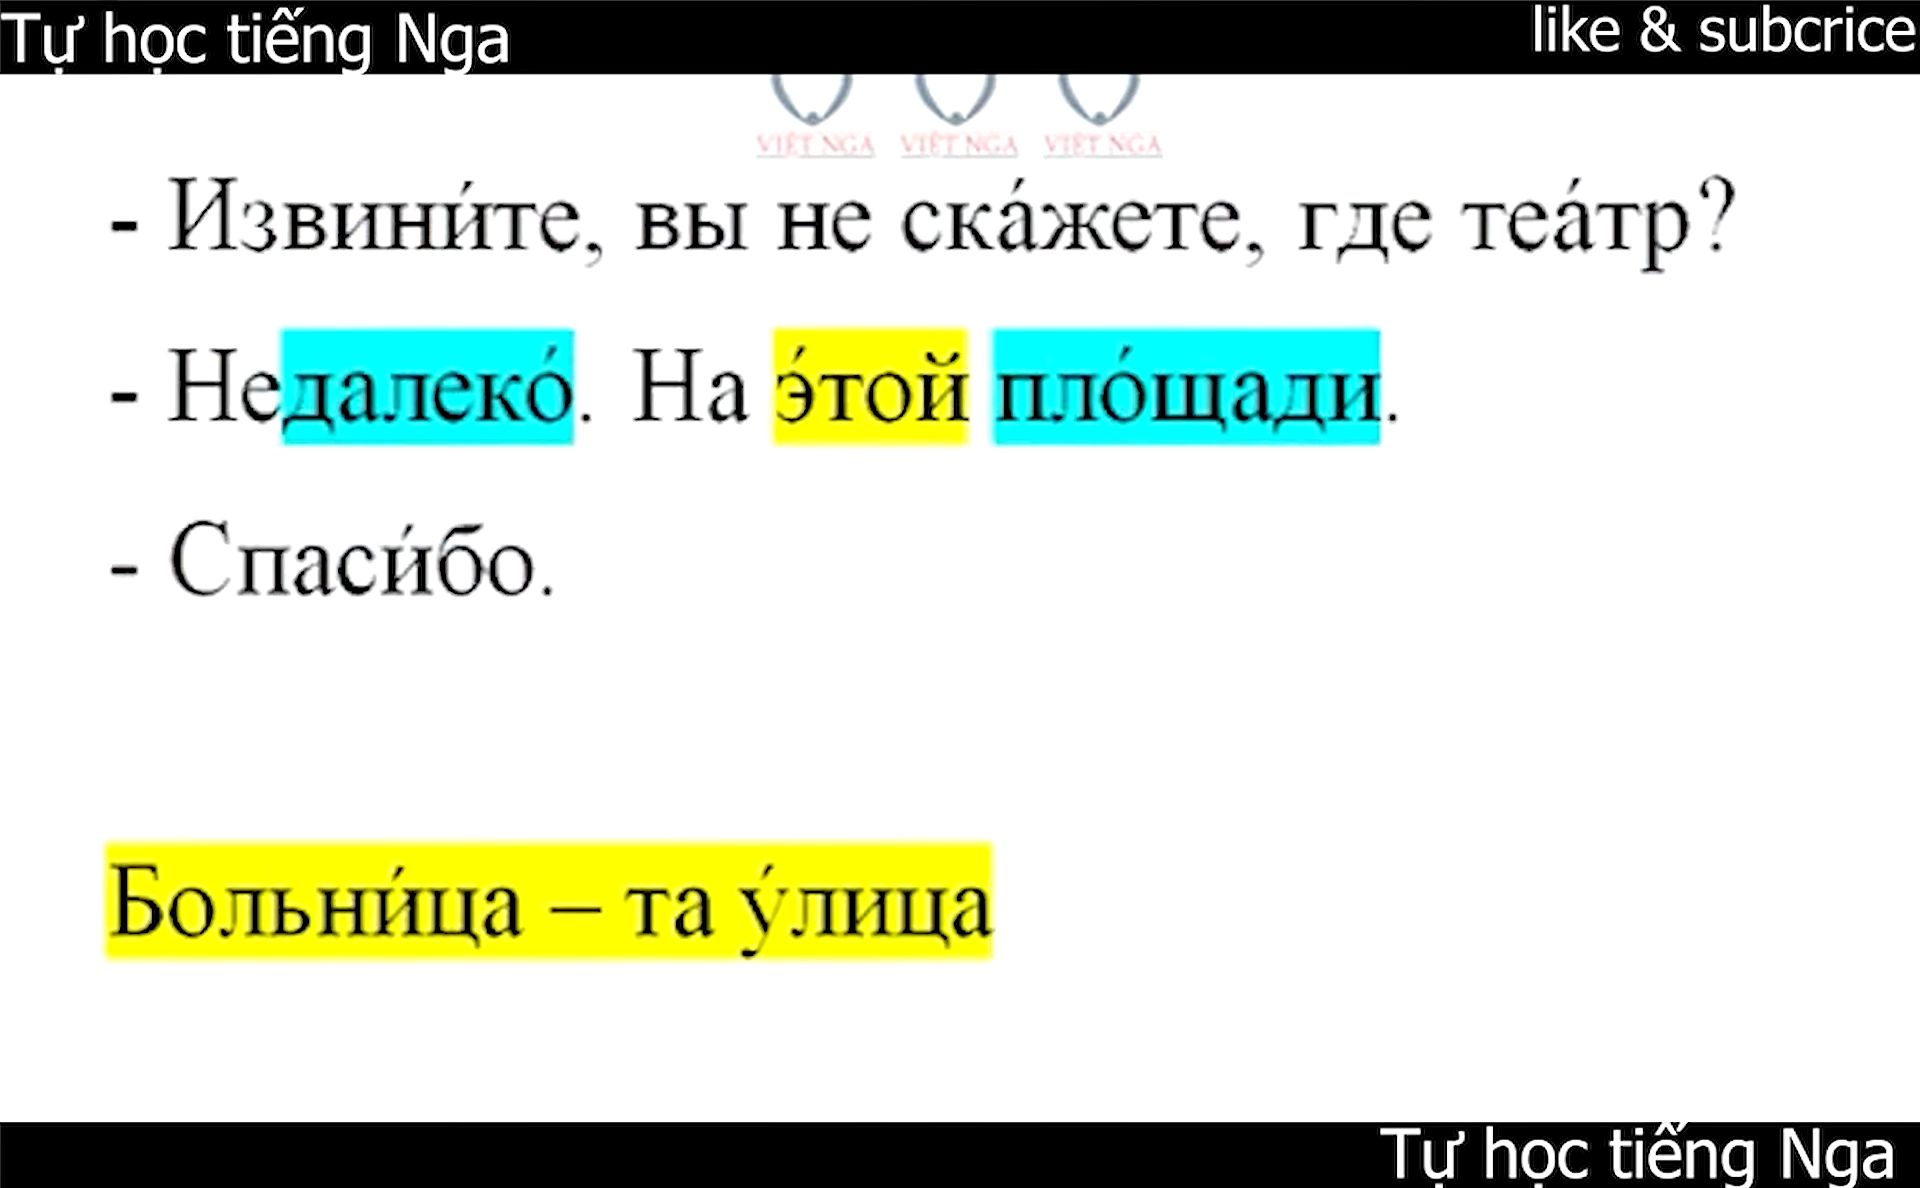 Tự học tiếng Nga
like & subcrice
VIỆT NGA VIỆT NGA VIỆT NGA
- Извини́те, вы не ска́жете, где теа́тр?
- Недалеко́. На э́той пло́щади.
- Спаси́бо.
Больни́ца – та у́лица
Tự học tiếng Nga